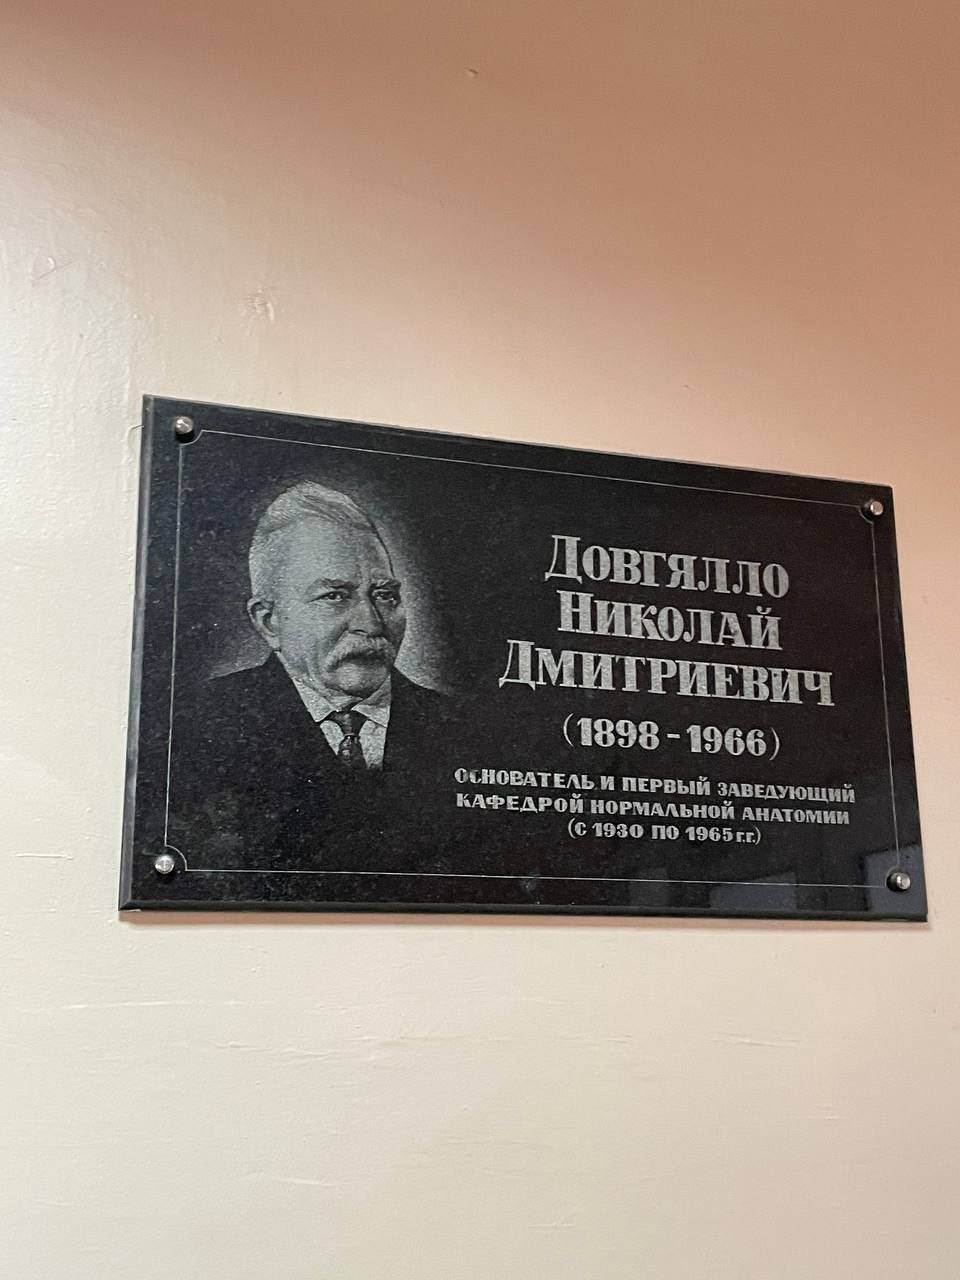 ДОВГЯЛЛО
НИКОЛАЙ
ДМИТРИЕВИЧ
(1898-1966)
ОСНОВАТЕЛЬ И ПЕРВЫЙ ЗАВЕДУЮЩИЙ
КАФЕДРОЙ НОРМАЛЬНОЙ АНАТОМИИ
(С 1930 ПО 1965 г.г.)